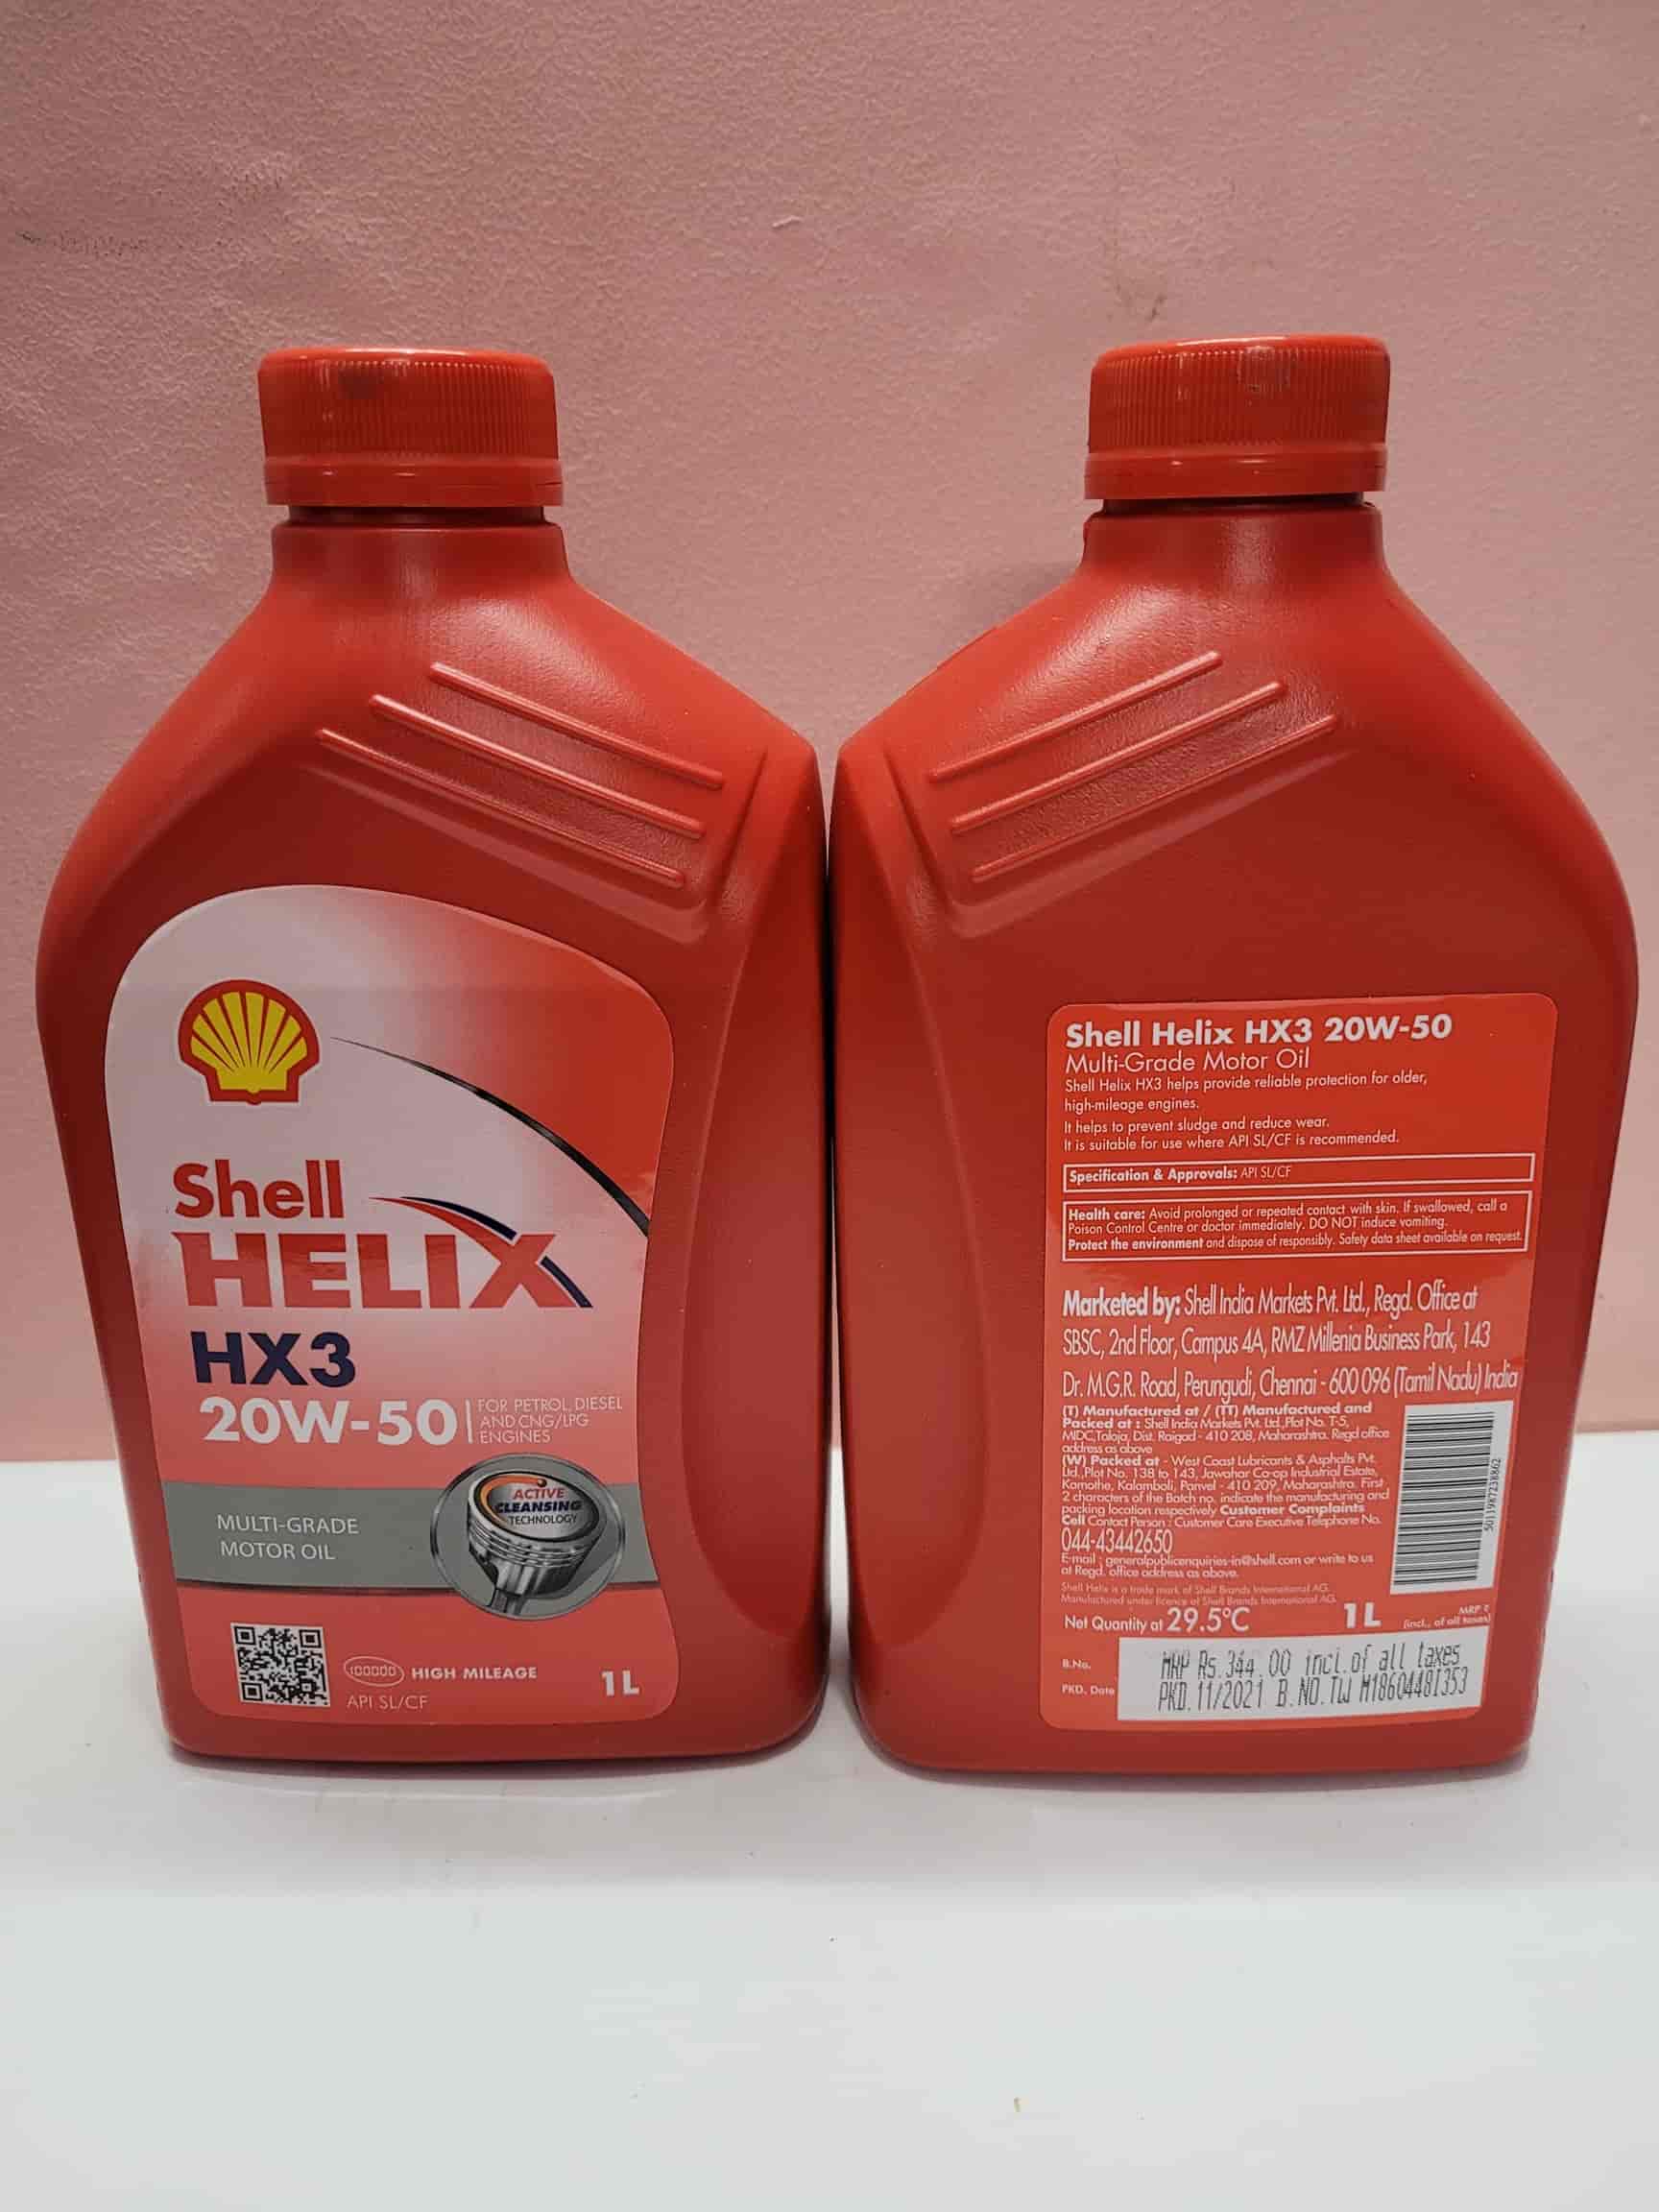 Shell
HELIX
HX3
20W-50
FOR PETROL, DIESEL
AND CNG/LPG
ENGINES
ACTIVE
CLEANSING
TECHNOLOGY
MULTI-GRADE
MOTOR OIL
100000 HIGH MILEAGE
API SL/CF
1L
Shell Helix HX3 20W-50
Multi-Grade Motor Oil
Shell Helix HX3 helps provide reliable protection for older,
high-mileage engines.
It helps to prevent sludge and reduce wear.
It is suitable for use where API SL/CF is recommended.
Specification & Approvals: API SL/CF
Health care: Avoid prolonged or repeated contact with skin. If swallowed, call a
Poison Control Centre or doctor immediately. DO NOT induce vomiting.
Protect the environment and dispose of responsibly. Safety data sheet available on request.
Marketed by: Shell India Markets Pvt. Ltd., Regd. Office at
SBSC, 2nd Floor, Campus 4A, RMZ Millenia Business Park, 143
Dr. M.G.R. Road, Perungudi, Chennai - 600 096 (Tamil Nadu) India
(T) Manufactured at / (TT) Manufactured and
Packed at : Shell India Markets Pvt. Ltd.,Plot No. T-5,
MIDC,Taloja, Dist. Raigad - 410 208, Maharashtra. Regd office
address as above
(W) Packed at - West Coast Lubricants & Asphalts Pvt.
Ltd.,Plot No. 138 to 143, Jawahar Co-op Industrial Estate,
Kamothe, Kalamboli, Panvel - 410 209, Maharashtra. First
2 characters of the Batch no. indicate the manufacturing and
packing location respectively Customer Complaints
Cell Contact Person : Customer Care Executive Telephone No.
044-43442650
E-mail : generalpublicenquiries-in@shell.com or write to us
at Regd. office address as above.
Shell Helix is a trade mark of Shell Brands International AG.
Manufactured under licence of Shell Brands International AG.
5011987238862
Net Quantity at 29.5°C 1L
MRP ₹
(incl., of all taxes)
B.No.
PKD. Date
MRP Rs.344.00 incl.of all taxes
PKD.11/2021 B.NO.TW M18604481353